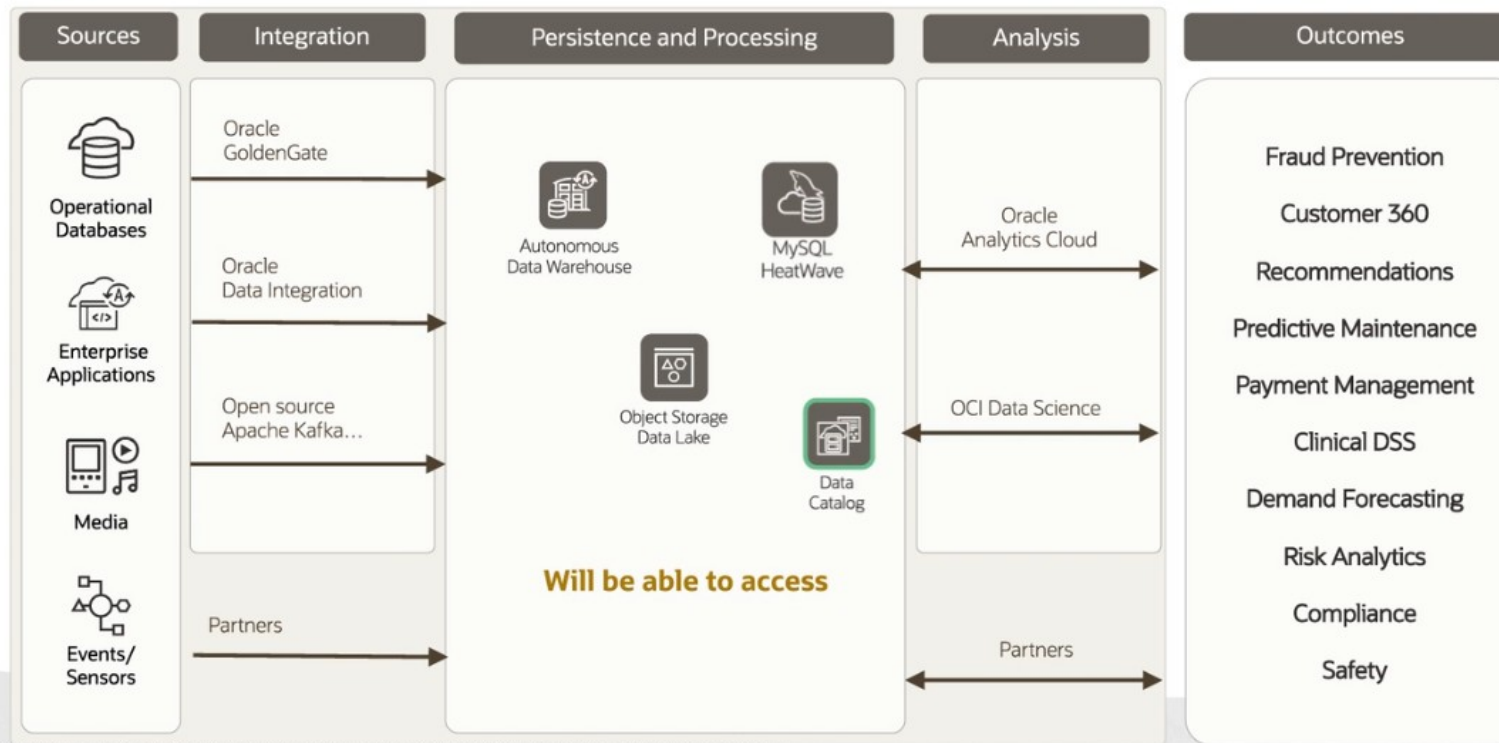 Sources
Integration
Persistence and Processing
Analysis
Outcomes
Operational
Databases
Enterprise
Applications
Media
Events/
Sensors
Oracle
GoldenGate
Oracle
Data Integration
Open source
Apache Kafka...
Partners
Autonomous
Data Warehouse
MySQL
HeatWave
Object Storage
Data Lake
Data
Catalog
Will be able to access
Oracle
Analytics Cloud
OCI Data Science
Partners
Fraud Prevention
Customer 360
Recommendations
Predictive Maintenance
Payment Management
Clinical DSS
Demand Forecasting
Risk Analytics
Compliance
Safety